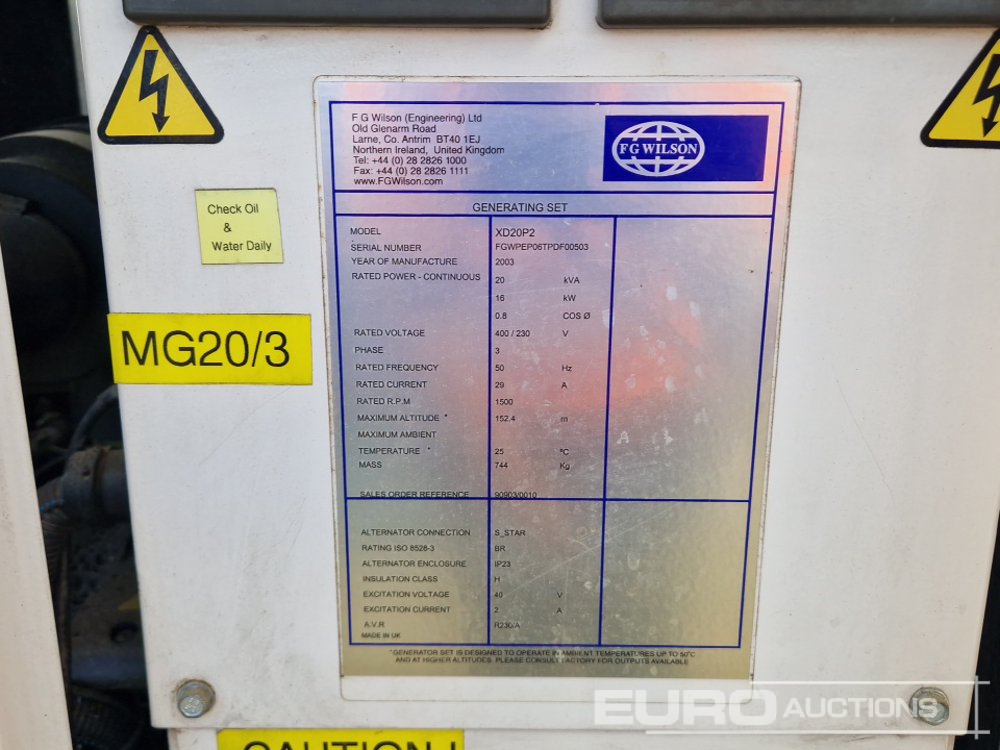 F G Wilson (Engineering) Ltd
Old Glenarm Road
Larne, Co. Antrim BT40 1EJ
Northern Ireland, United Kingdom
Tel: +44 (0) 28 2826 1000
Fax: +44 (0) 28 2826 1111
www.FGWilson.com
F G WILSON
GENERATING SET
MODEL XD20P2
SERIAL NUMBER FGWPEP06TPDF00503
YEAR OF MANUFACTURE 2003
RATED POWER - CONTINUOUS 20 kVA
16 kW
0.8 COS Ø
RATED VOLTAGE 400 / 230 V
PHASE 3
RATED FREQUENCY 50 Hz
RATED CURRENT 29 A
RATED R.P.M 1500
MAXIMUM ALTITUDE * 152.4 m
MAXIMUM AMBIENT
TEMPERATURE * 25 ºC
MASS 744 Kg
SALES ORDER REFERENCE 90903/0010
ALTERNATOR CONNECTION S_STAR
RATING ISO 8528-3 BR
ALTERNATOR ENCLOSURE IP23
INSULATION CLASS H
EXCITATION VOLTAGE 40 V
EXCITATION CURRENT 2 A
A.V.R R230/A
MADE IN UK
*GENERATOR SET IS DESIGNED TO OPERATE IN AMBIENT TEMPERATURES UP TO 50°C
AND AT HIGHER ALTITUDES. PLEASE CONSULT FACTORY FOR OUTPUTS AVAILABLE
Check Oil
&
Water Daily
MG20/3
CAUTION !
EURO AUCTIONS